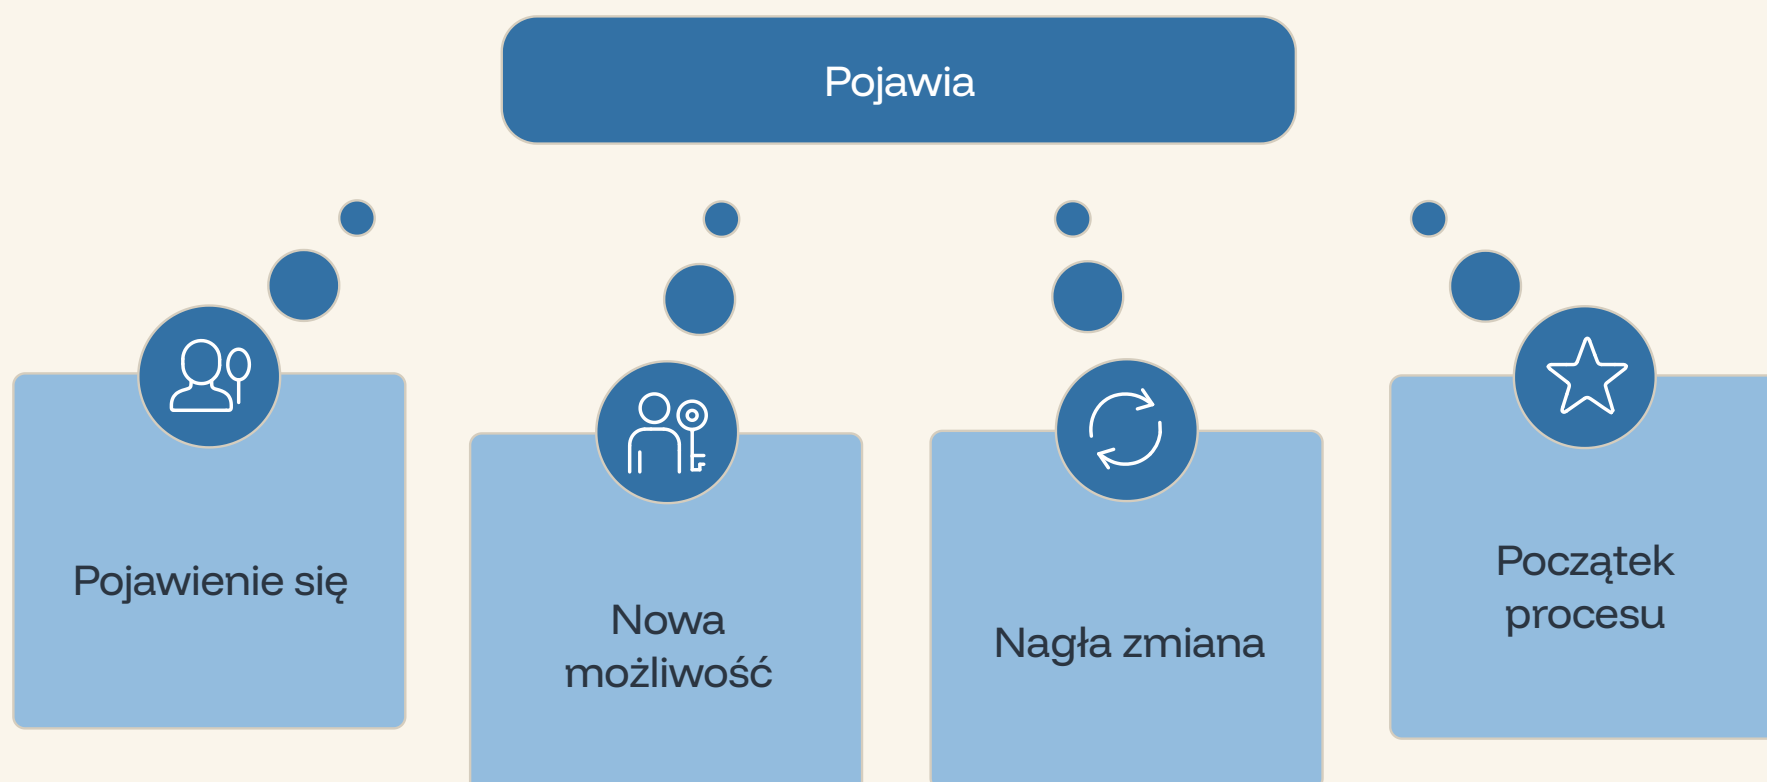 Pojawia
Pojawienie się
Nowa
możliwość
Nagła zmiana
Początek
procesu